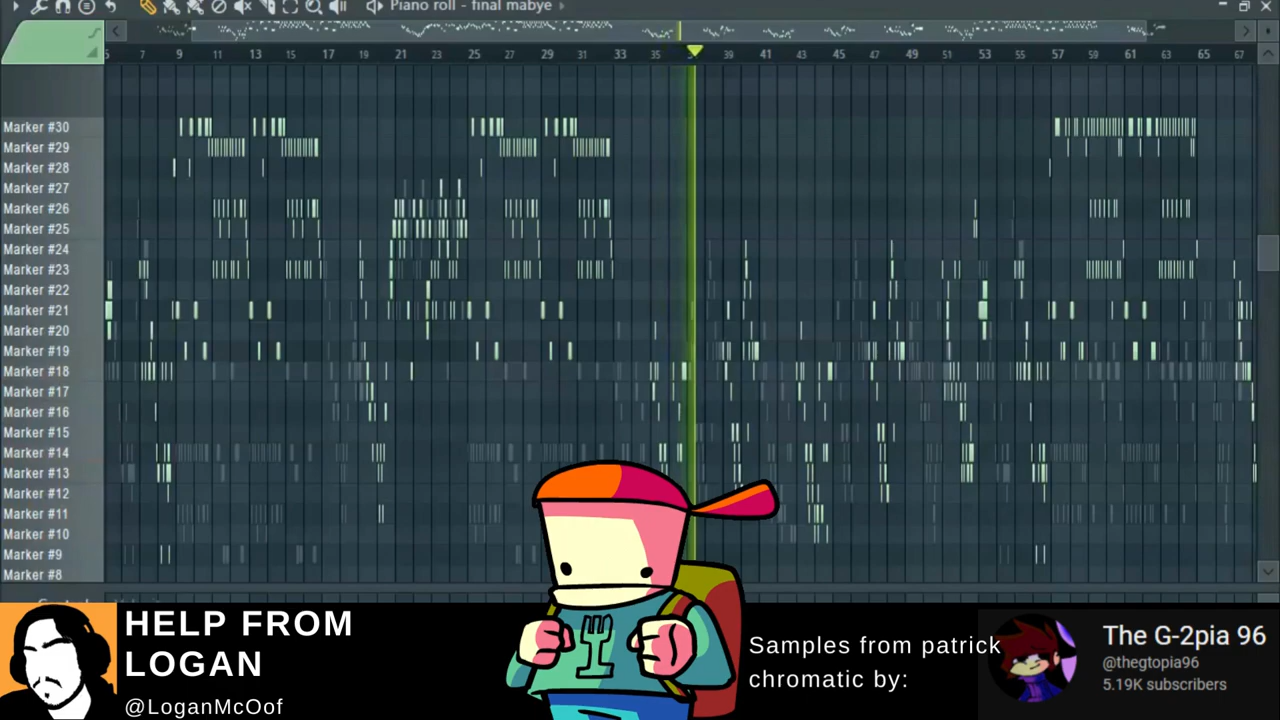 Piano roll - final mabye
5 7 9 11 13 15 17 19 21 23 25 27 29 31 33 35 39 41 43 45 47 49 51 53 55 57 59 61 63 65 67
Marker #30
Marker #29
Marker #28
Marker #27
Marker #26
Marker #25
Marker #24
Marker #23
Marker #22
Marker #21
Marker #20
Marker #19
Marker #18
Marker #17
Marker #16
Marker #15
Marker #14
Marker #13
Marker #12
Marker #11
Marker #10
Marker #9
Marker #8
HELP FROM
LOGAN
@LoganMcOof
Samples from patrick
chromatic by:
The G-2pia 96
@thegtopia96
5.19K subscribers